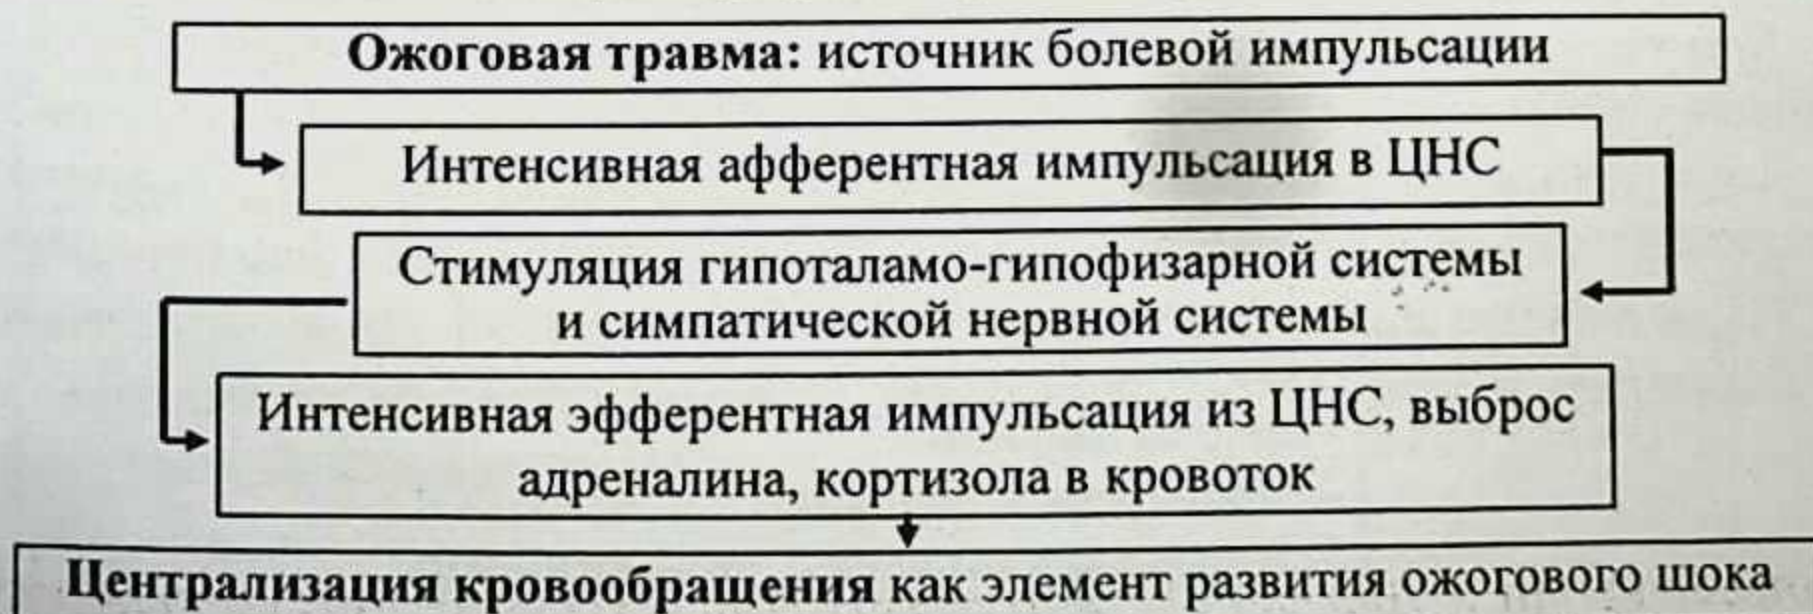 Ожоговая травма: источник болевой импульсации
Интенсивная афферентная импульсация в ЦНС
Стимуляция гипоталамо-гипофизарной системы
и симпатической нервной системы
Интенсивная эфферентная импульсация из ЦНС, выброс
адреналина, кортизола в кровоток
Централизация кровообращения как элемент развития ожогового шока